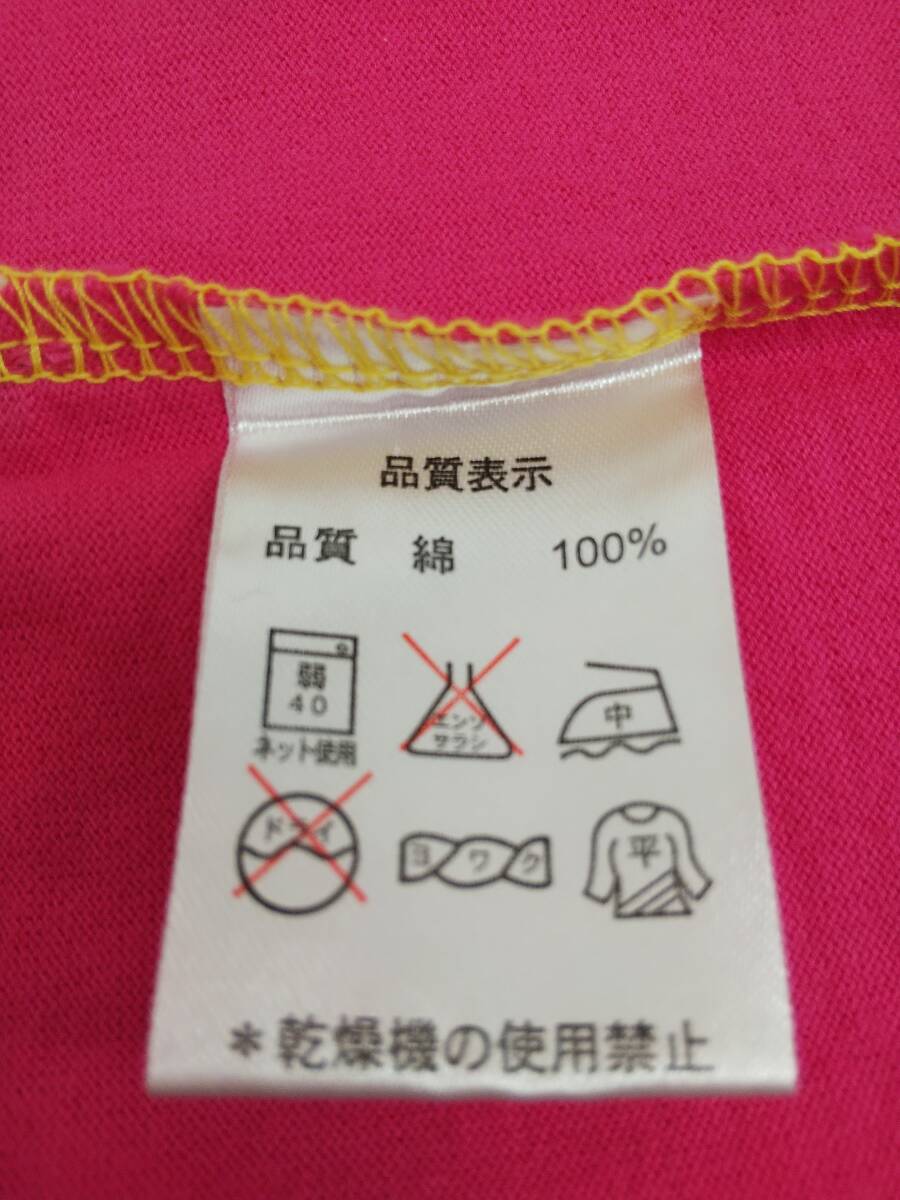 品質表示
品質 綿 100%
弱
40
ネット使用
エンソ
サラシ
中
ドライ
ヨワク
平
*乾燥機の使用禁止